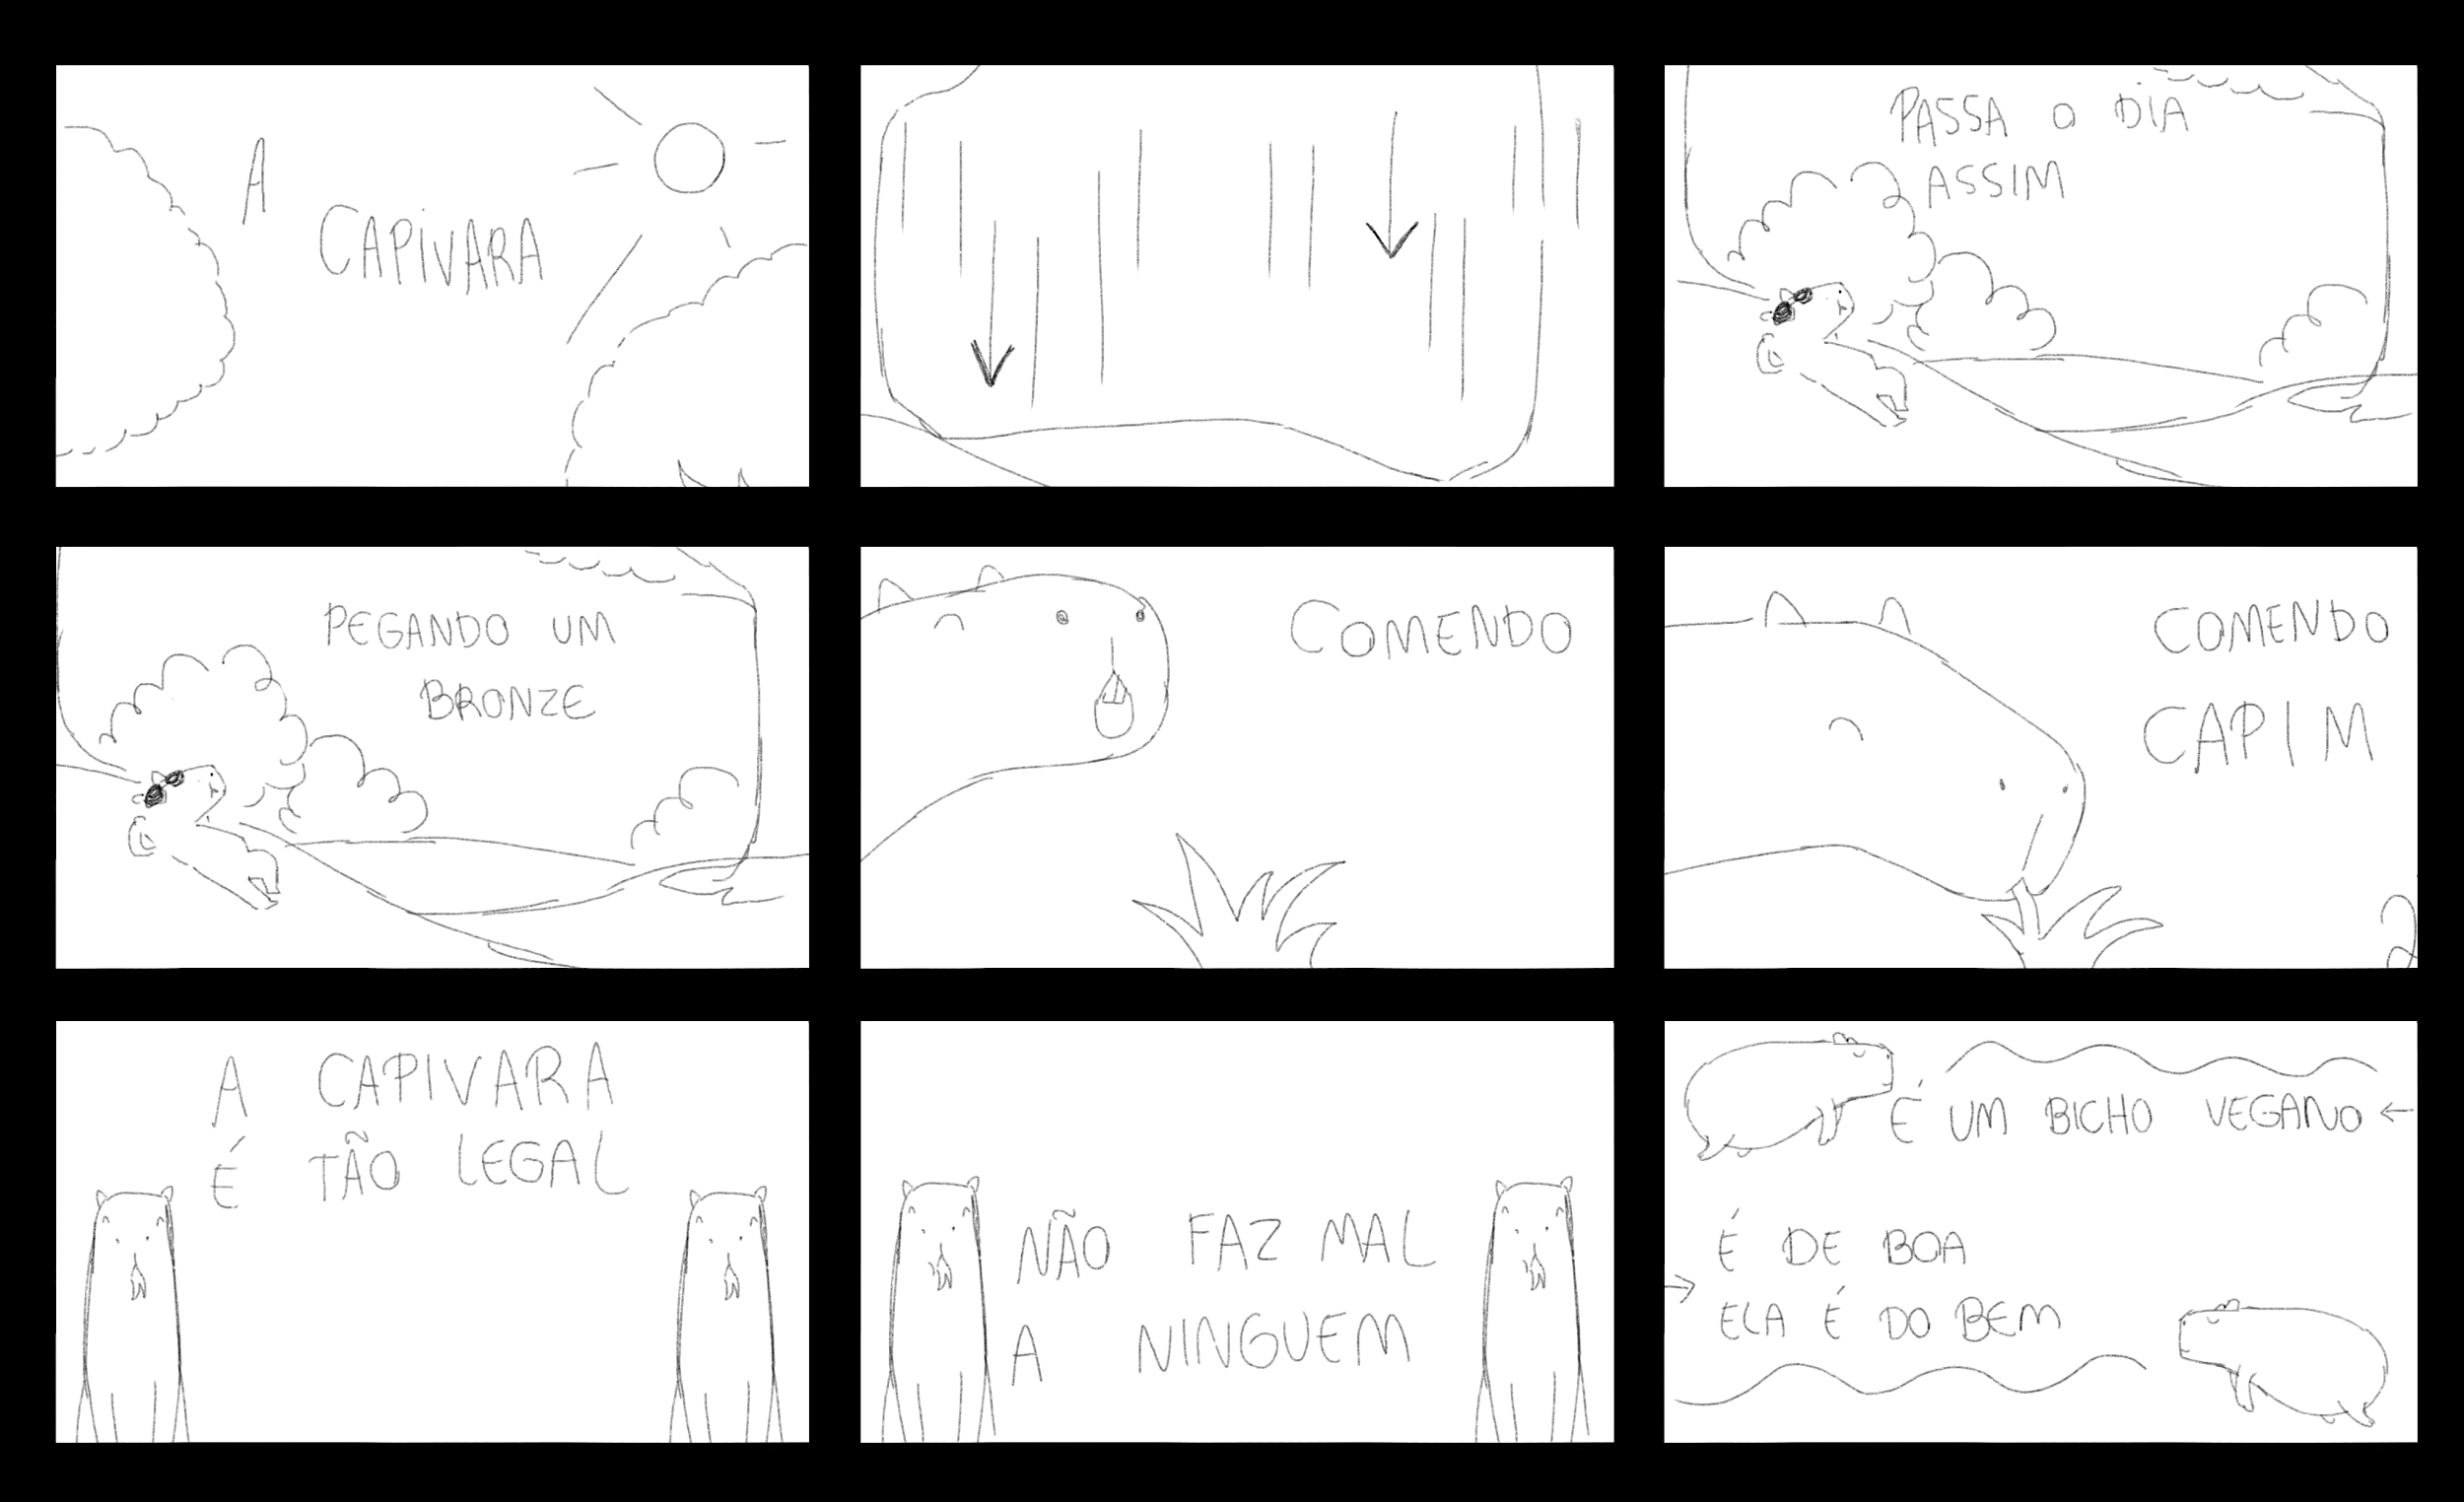 A
CAPIVARA
PASSA O DIA
ASSIM
PEGANDO UM
BRONZE
COMENDO
COMENDO
CAPIM
A CAPIVARA
É TÃO LEGAL
NÃO FAZ MAL
A NINGUEM
É UM BICHO VEGANO
É DE BOA
ELA É DO BEM